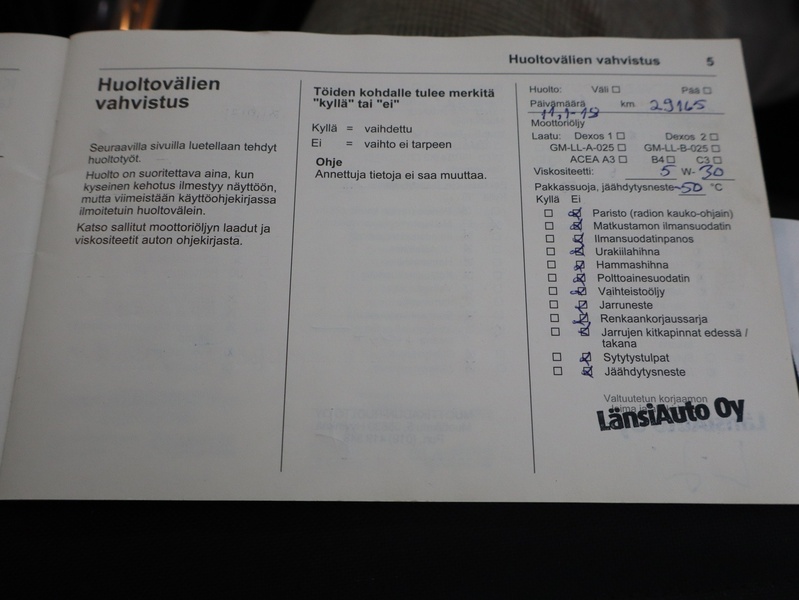 Huoltovälien vahvistus 5
Huoltovälien
vahvistus
Seuraavilla sivuilla luetellaan tehdyt
huoltotyöt.
Huolto on suoritettava aina, kun
kyseinen kehotus ilmestyy näyttöön,
mutta viimeistään käyttöohjekirjassa
ilmoitetuin huoltovälein.
Katso sallitut moottoriöljyn laadut ja
viskositeetit auton ohjekirjasta.
Töiden kohdalle tulee merkitä
"kyllä" tai "ei"
Kyllä = vaihdettu
Ei = vaihto ei tarpeen
Ohje
Annettuja tietoja ei saa muuttaa.
Huolto: Väli ☐ Pää ☐
Päivämäärä km 29165
11,1-18
Moottoriöljy
Laatu: Dexos 1 ☐ Dexos 2 ☐
GM-LL-A-025 ☐ GM-LL-B-025 ☐
ACEA A3 ☐ B4 ☐ C3 ☐
Viskositeetti: 5 W- 30
Pakkassuoja, jäähdytysneste -50 °C
Kyllä Ei
☐ ☒ Paristo (radion kauko-ohjain)
☐ ☒ Matkustamon ilmansuodatin
☐ ☒ Ilmansuodatinpanos
☐ ☒ Urakiilahihna
☐ ☒ Hammashihna
☐ ☒ Polttoainesuodatin
☐ ☒ Vaihteistoöljy
☐ ☒ Jarruneste
☐ ☒ Renkaankorjaussarja
☐ ☒ Jarrujen kitkapinnat edessä /
takana
☐ ☒ Sytytystulpat
☐ ☒ Jäähdytysneste
Valtuutetun korjaamon
LänsiAuto Oy